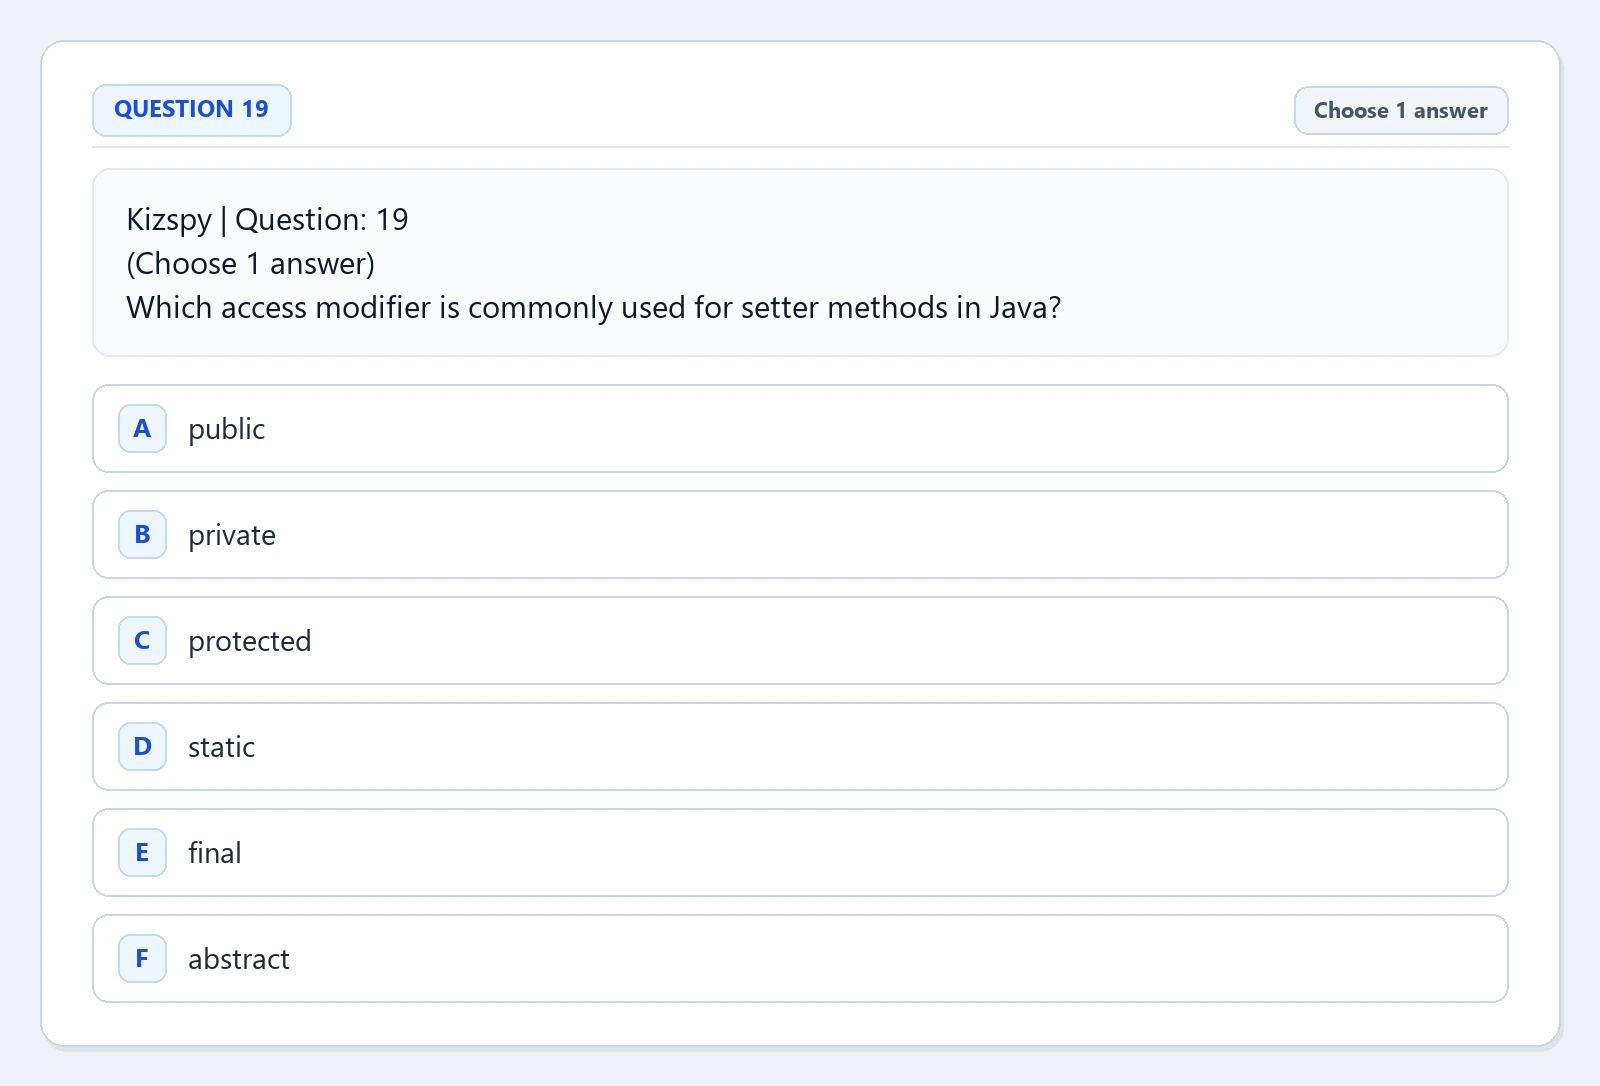 QUESTION 19
Choose 1 answer
Kizspy | Question: 19
(Choose 1 answer)
Which access modifier is commonly used for setter methods in Java?
A public
B private
C protected
D static
E final
F abstract